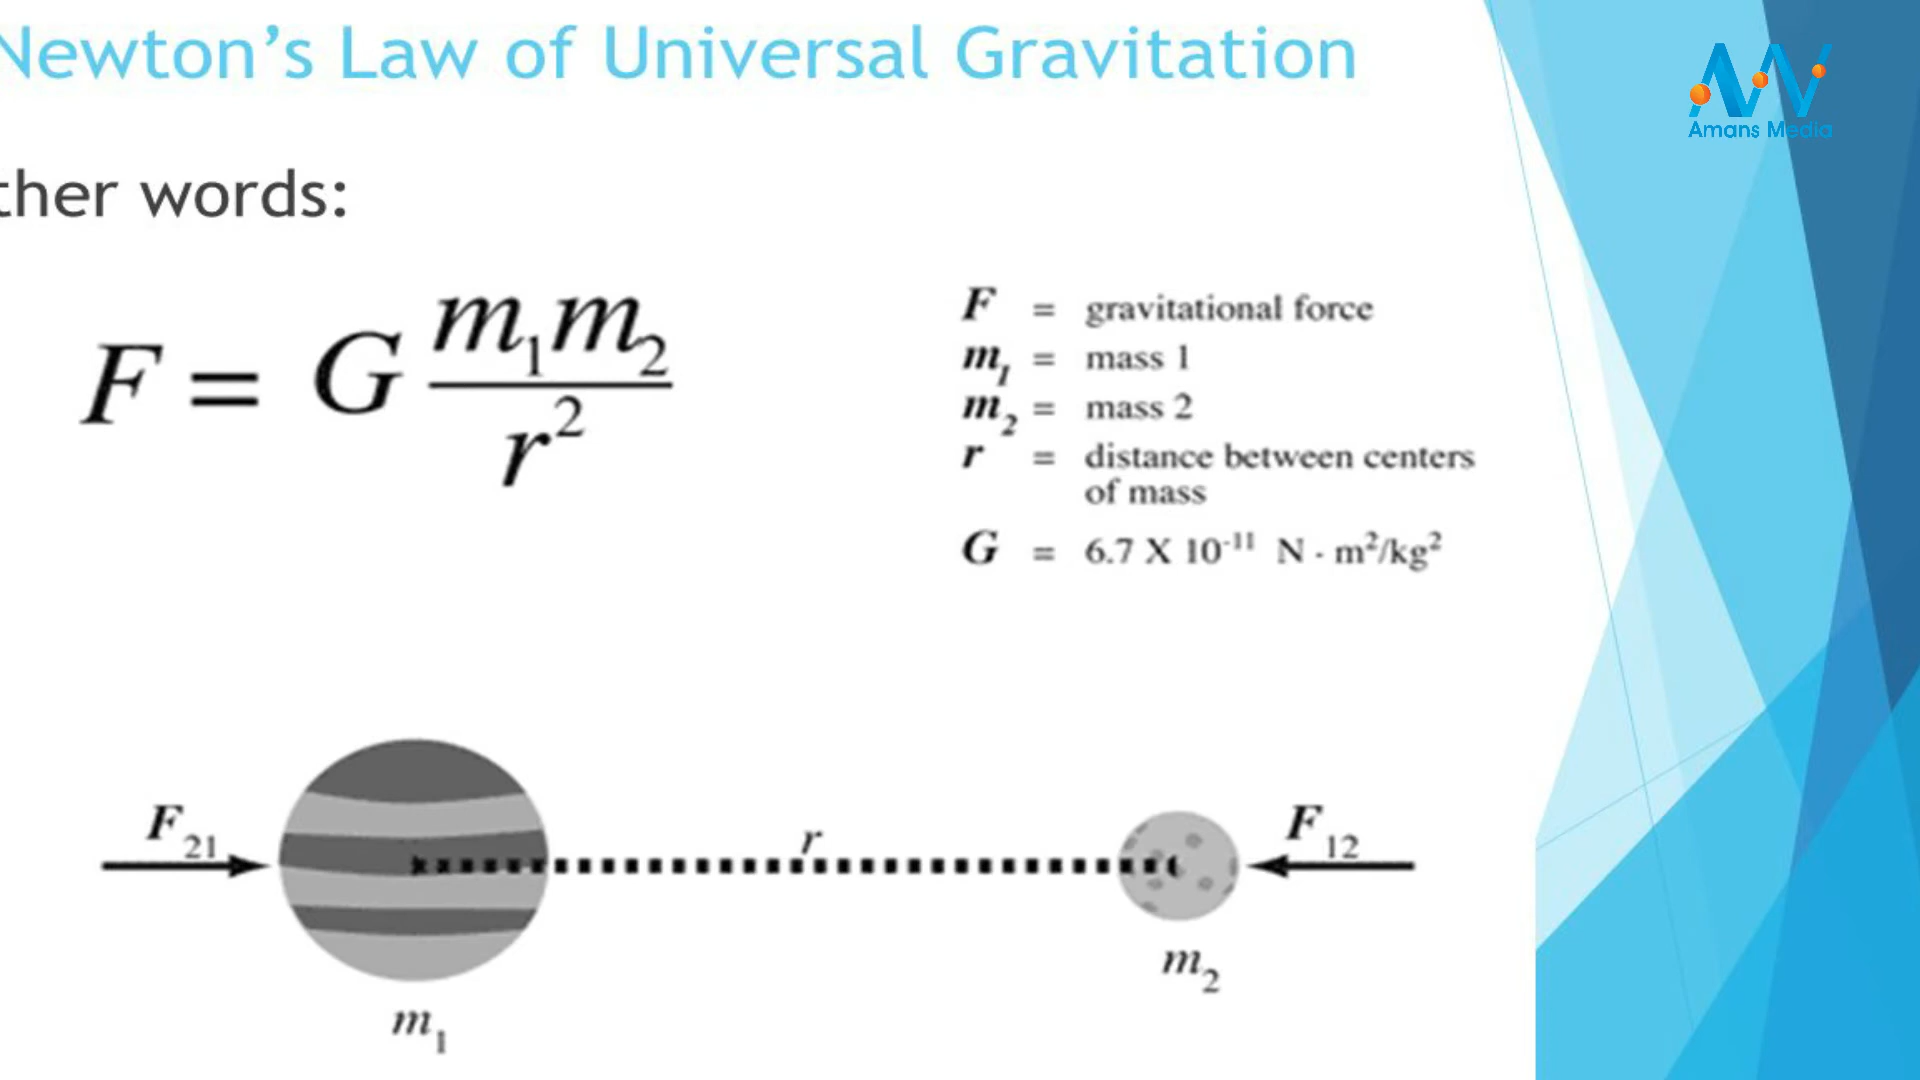 Newton’s Law of Universal Gravitation
Amans Media
ther words:
F = G m₁m₂ / r²
F = gravitational force
m₁ = mass 1
m₂ = mass 2
r = distance between centers
of mass
G = 6.7 X 10⁻¹¹ N · m²/kg²
F₂₁
r
F₁₂
m₂
m₁